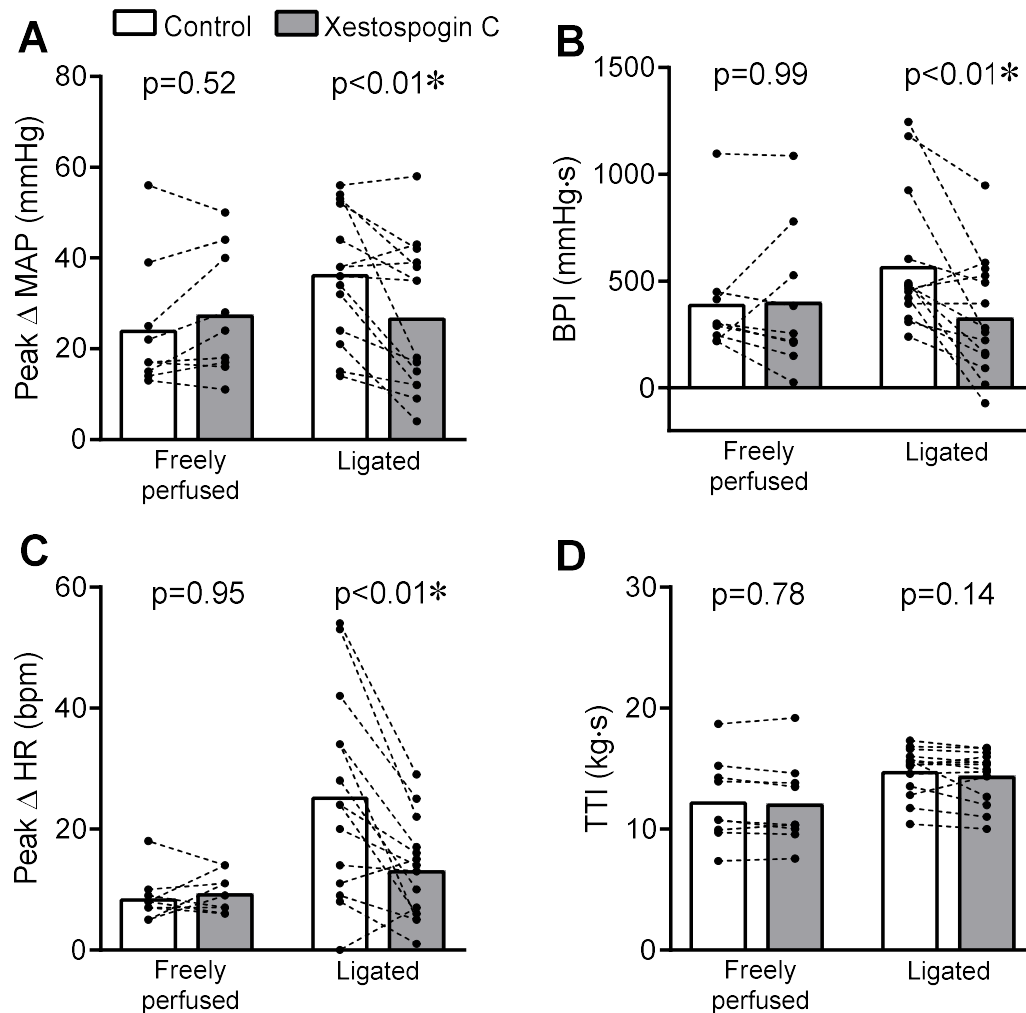 Control Xestospogin C
A
p=0.52 p<0.01*
80
60
40
20
0
Peak Δ MAP (mmHg)
Freely
perfused
Ligated
B
p=0.99 p<0.01*
1500
1000
500
0
BPI (mmHg·s)
Freely
perfused
Ligated
C
p=0.95 p<0.01*
60
40
20
0
Peak Δ HR (bpm)
Freely
perfused
Ligated
D
p=0.78 p=0.14
30
20
10
0
TTI (kg·s)
Freely
perfused
Ligated